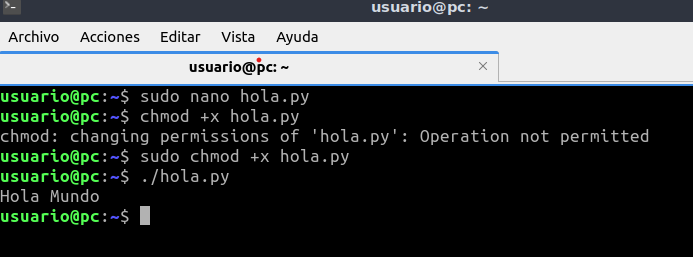 usuario@pc: ~
Archivo Acciones Editar Vista Ayuda
usuario@pc: ~
usuario@pc:~$ sudo nano hola.py
usuario@pc:~$ chmod +x hola.py
chmod: changing permissions of 'hola.py': Operation not permitted
usuario@pc:~$ sudo chmod +x hola.py
usuario@pc:~$ ./hola.py
Hola Mundo
usuario@pc:~$